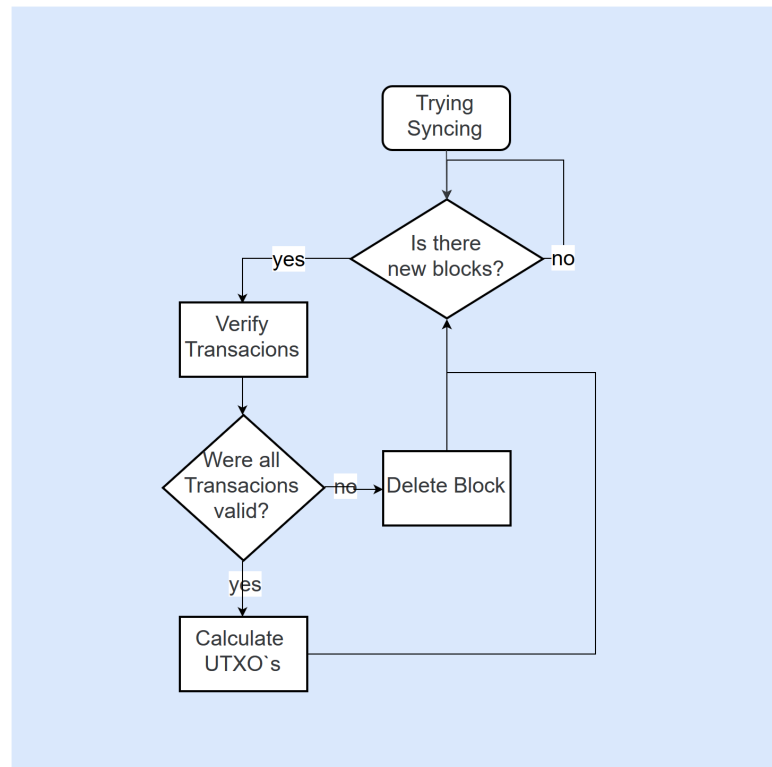 Trying
Syncing
Is there
new blocks?
no
yes
Verify
Transacions
Were all
Transacions
valid?
no
Delete Block
yes
Calculate
UTXO`s